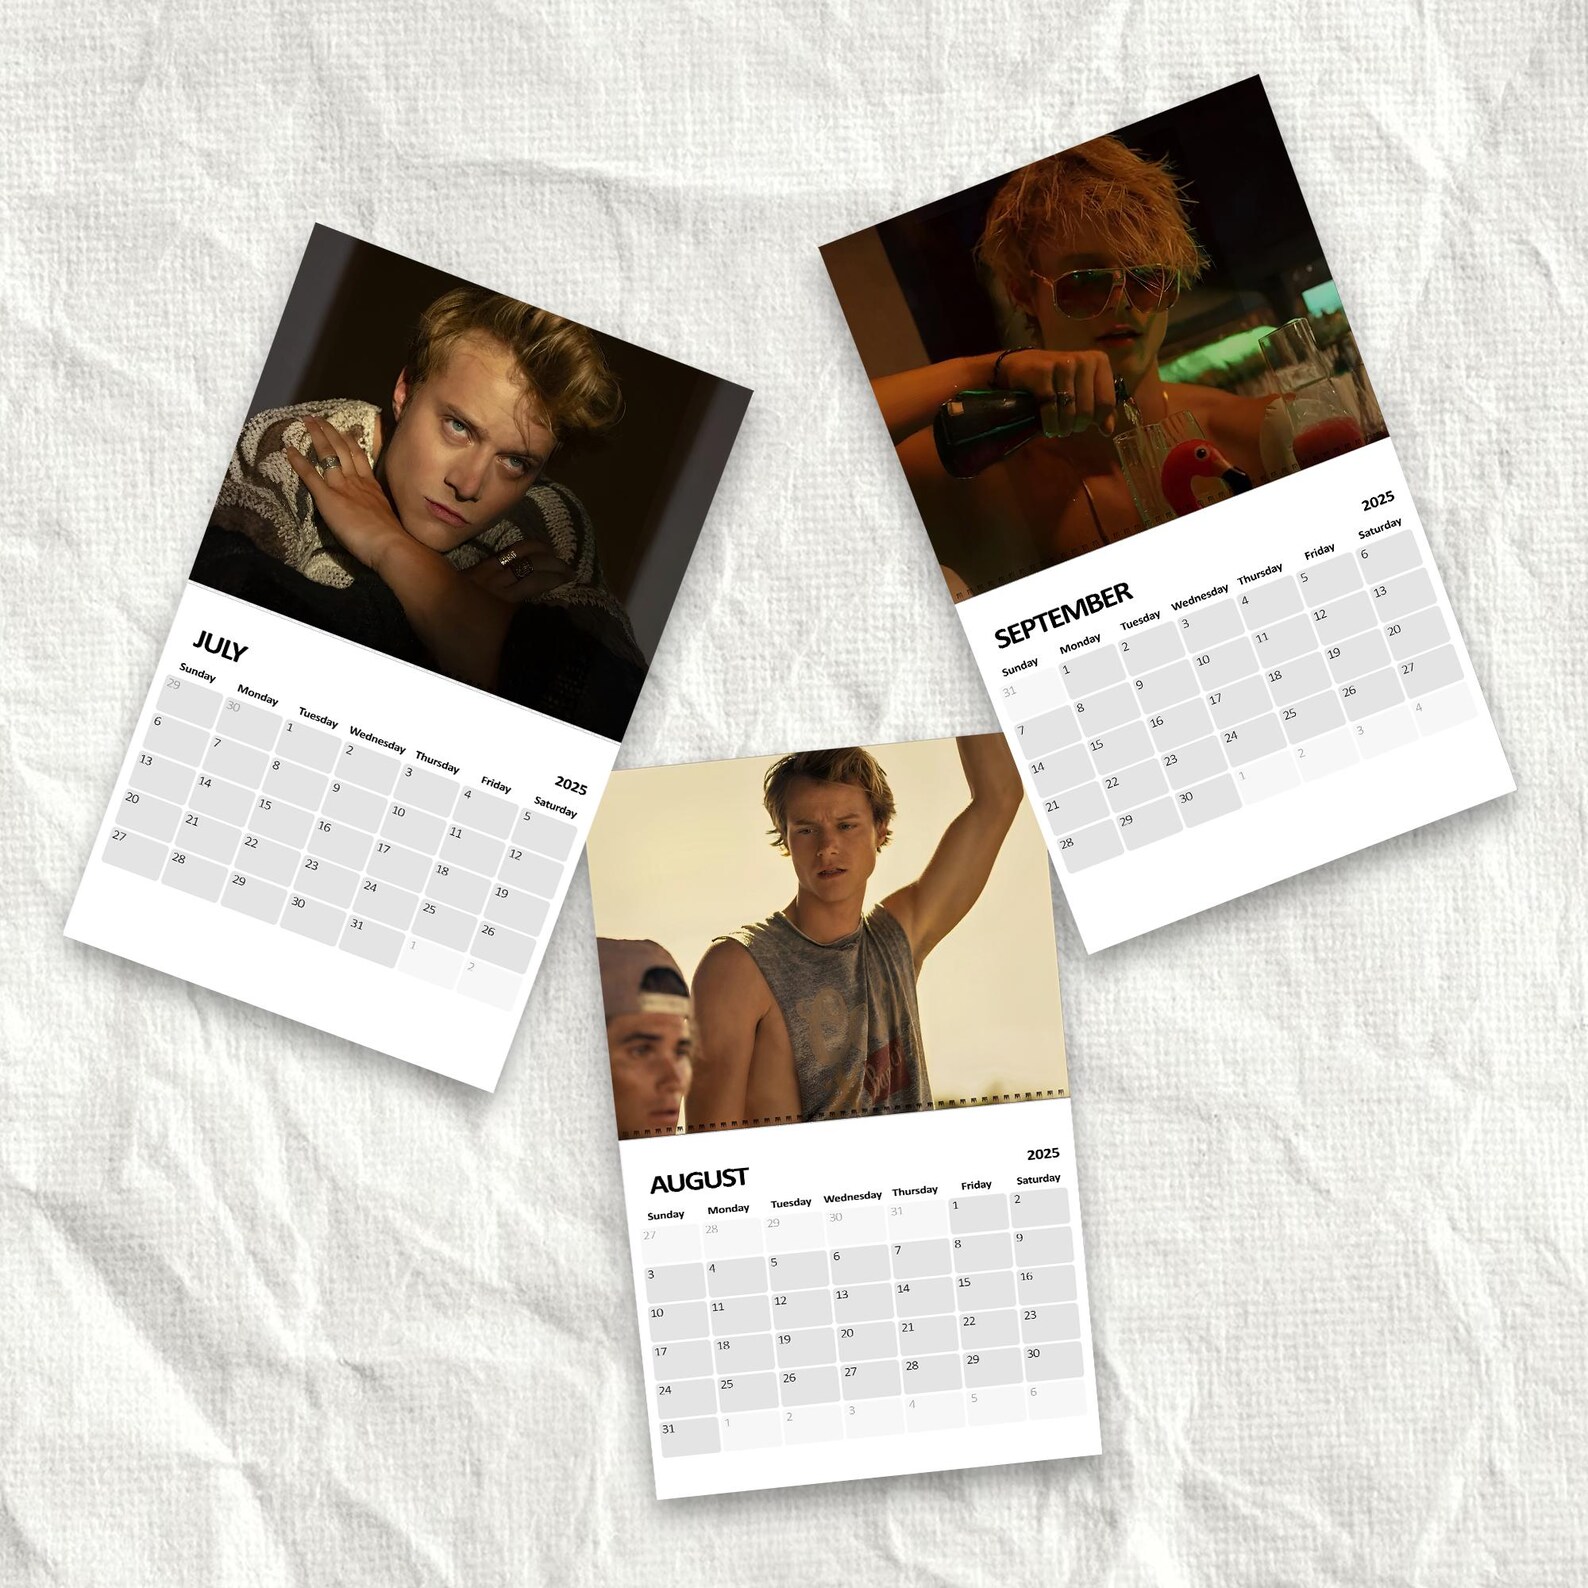 JULY
2025
Sunday Monday Tuesday Wednesday Thursday Friday Saturday
29 30 1 2 3 4 5
6 7 8 9 10 11 12
13 14 15 16 17 18 19
20 21 22 23 24 25 26
27 28 29 30 31 1 2
SEPTEMBER
2025
Sunday Monday Tuesday Wednesday Thursday Friday Saturday
31 1 2 3 4 5 6
7 8 9 10 11 12 13
14 15 16 17 18 19 20
21 22 23 24 25 26 27
28 29 30 1 2 3 4
AUGUST
2025
Sunday Monday Tuesday Wednesday Thursday Friday Saturday
27 28 29 30 31 1 2
3 4 5 6 7 8 9
10 11 12 13 14 15 16
17 18 19 20 21 22 23
24 25 26 27 28 29 30
31 1 2 3 4 5 6